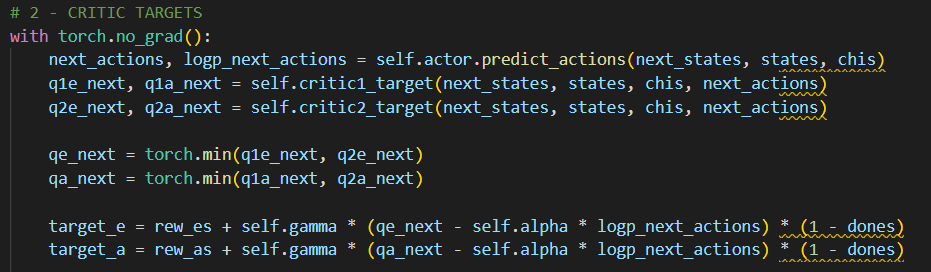 # 2 - CRITIC TARGETS
with torch.no_grad():
next_actions, logp_next_actions = self.actor.predict_actions(next_states, states, chis)
q1e_next, q1a_next = self.critic1_target(next_states, states, chis, next_actions)
q2e_next, q2a_next = self.critic2_target(next_states, states, chis, next_actions)
qe_next = torch.min(q1e_next, q2e_next)
qa_next = torch.min(q1a_next, q2a_next)
target_e = rew_es + self.gamma * (qe_next - self.alpha * logp_next_actions) * (1 - dones)
target_a = rew_as + self.gamma * (qa_next - self.alpha * logp_next_actions) * (1 - dones)